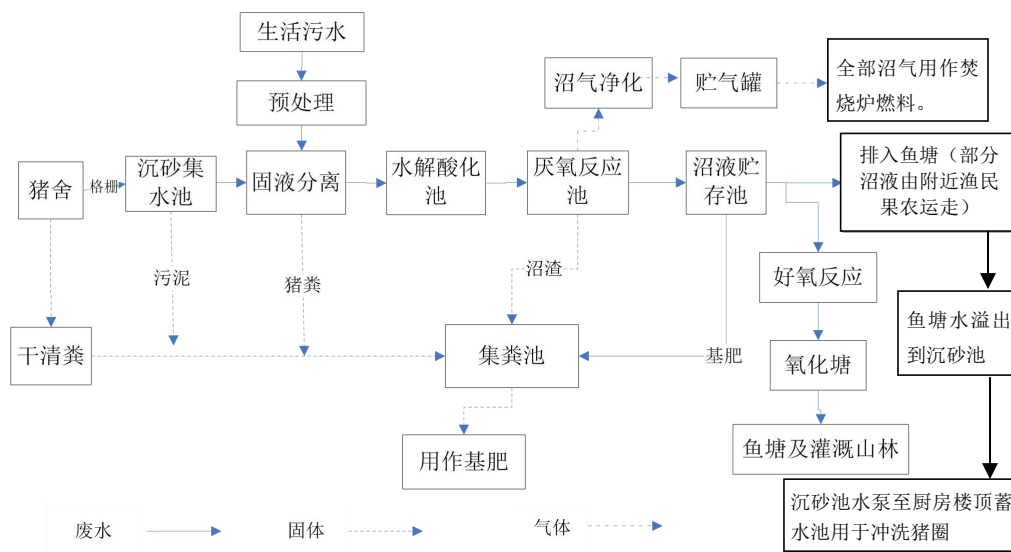 生活污水
预处理
沼气净化
贮气罐
全部沼气用作焚
烧炉燃料。
猪舍
格栅
沉砂集
水池
固液分离
水解酸化
池
厌氧反应
池
沼液贮
存池
排入鱼塘（部分
沼液由附近渔民
果农运走）
污泥
猪粪
沼渣
好氧反应
鱼塘水溢出
到沉砂池
干清粪
集粪池
基肥
氧化塘
用作基肥
鱼塘及灌溉山林
沉砂池水泵至厨房楼顶蓄
水池用于冲洗猪圈
废水
固体
气体